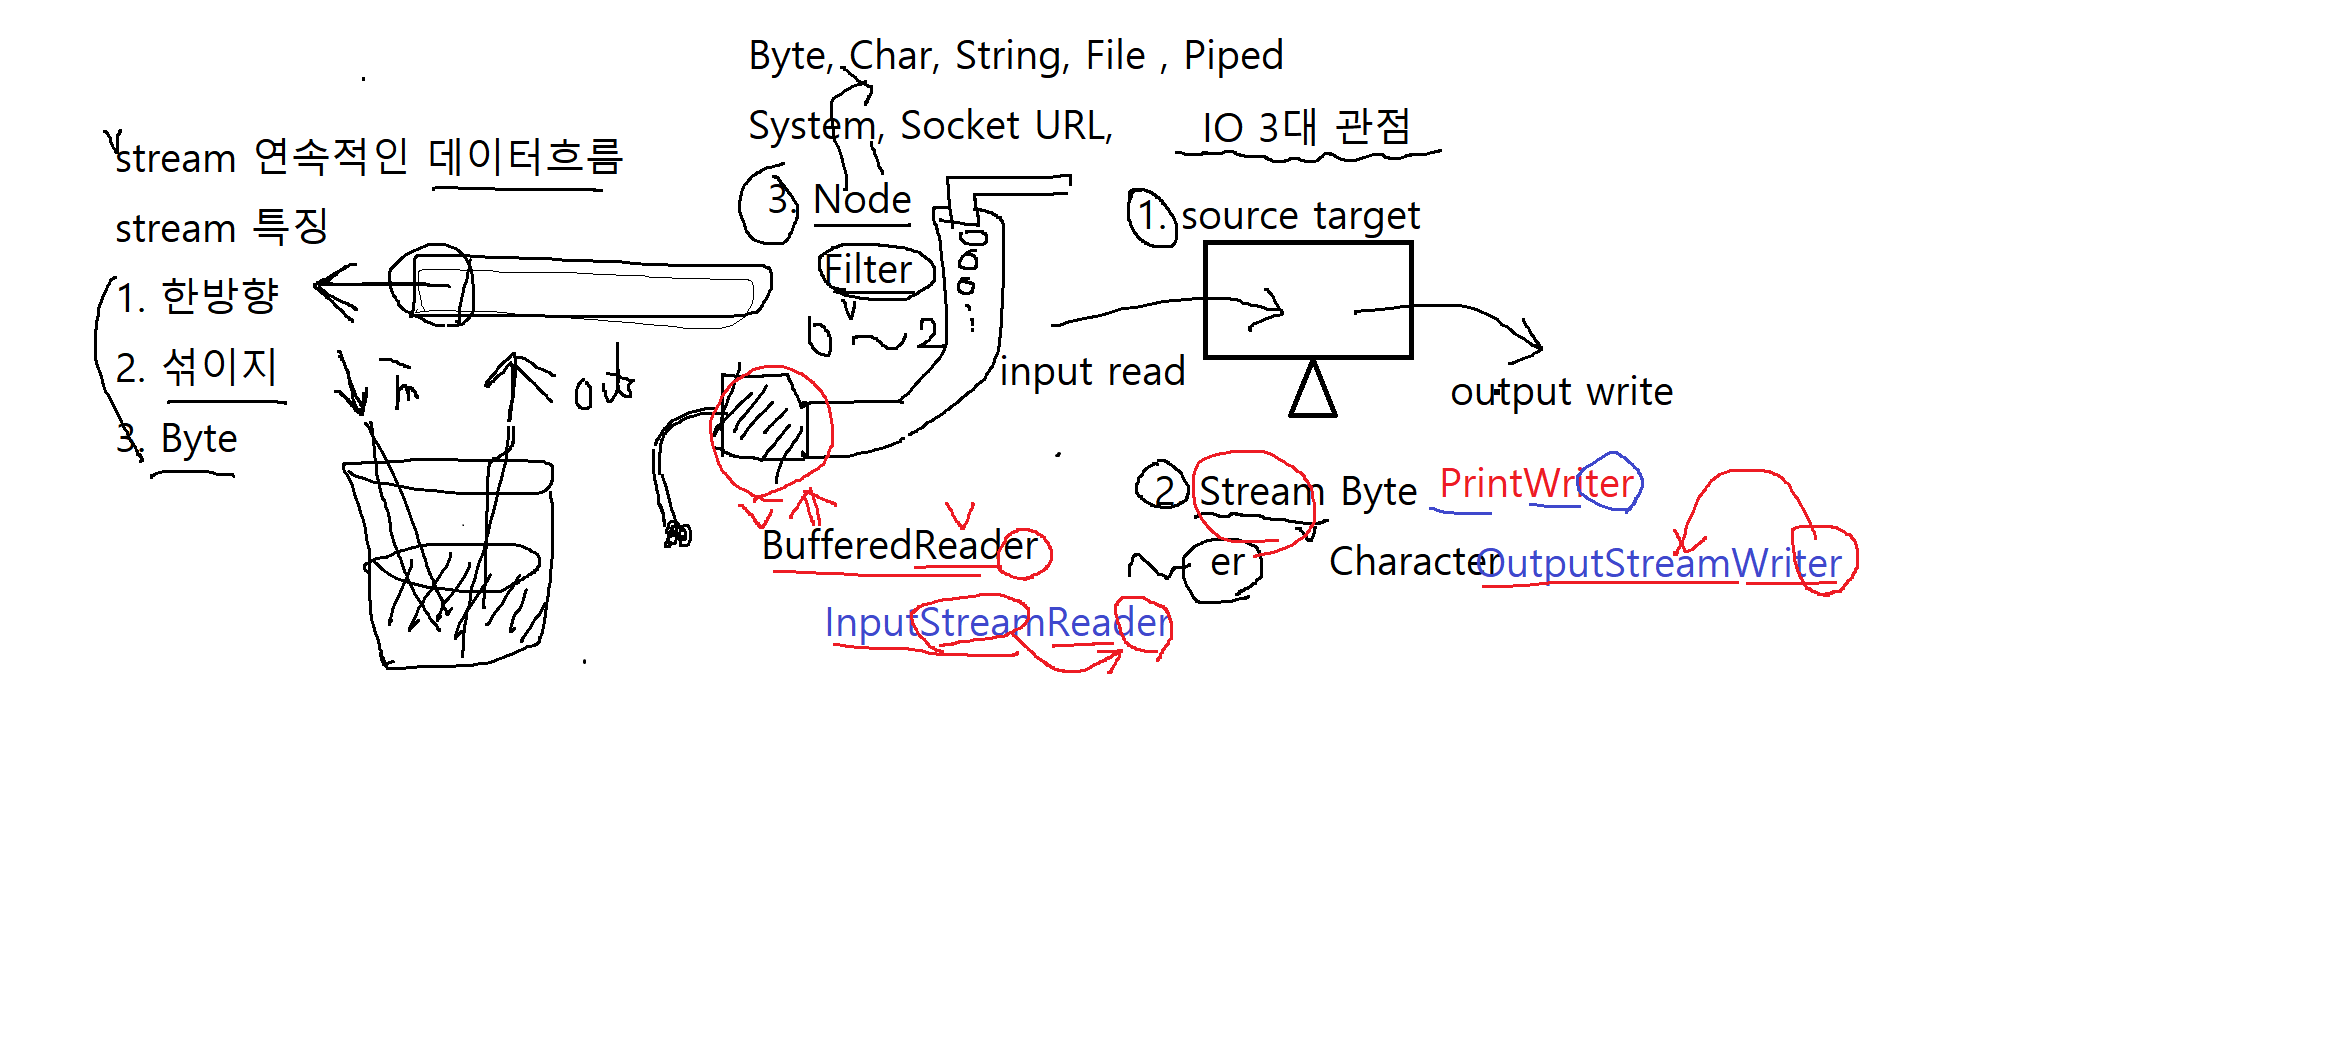 stream 연속적인 데이터흐름
stream 특징
1. 한방향
2. 섞이지
3. Byte
in
out
Byte, Char, String, File , Piped
System, Socket URL,
3. Node
Filter
IO 3대 관점
1. source target
input read
output write
2. Stream Byte PrintWriter
~ er Character OutputStreamWriter
BufferedReader
InputStreamReader